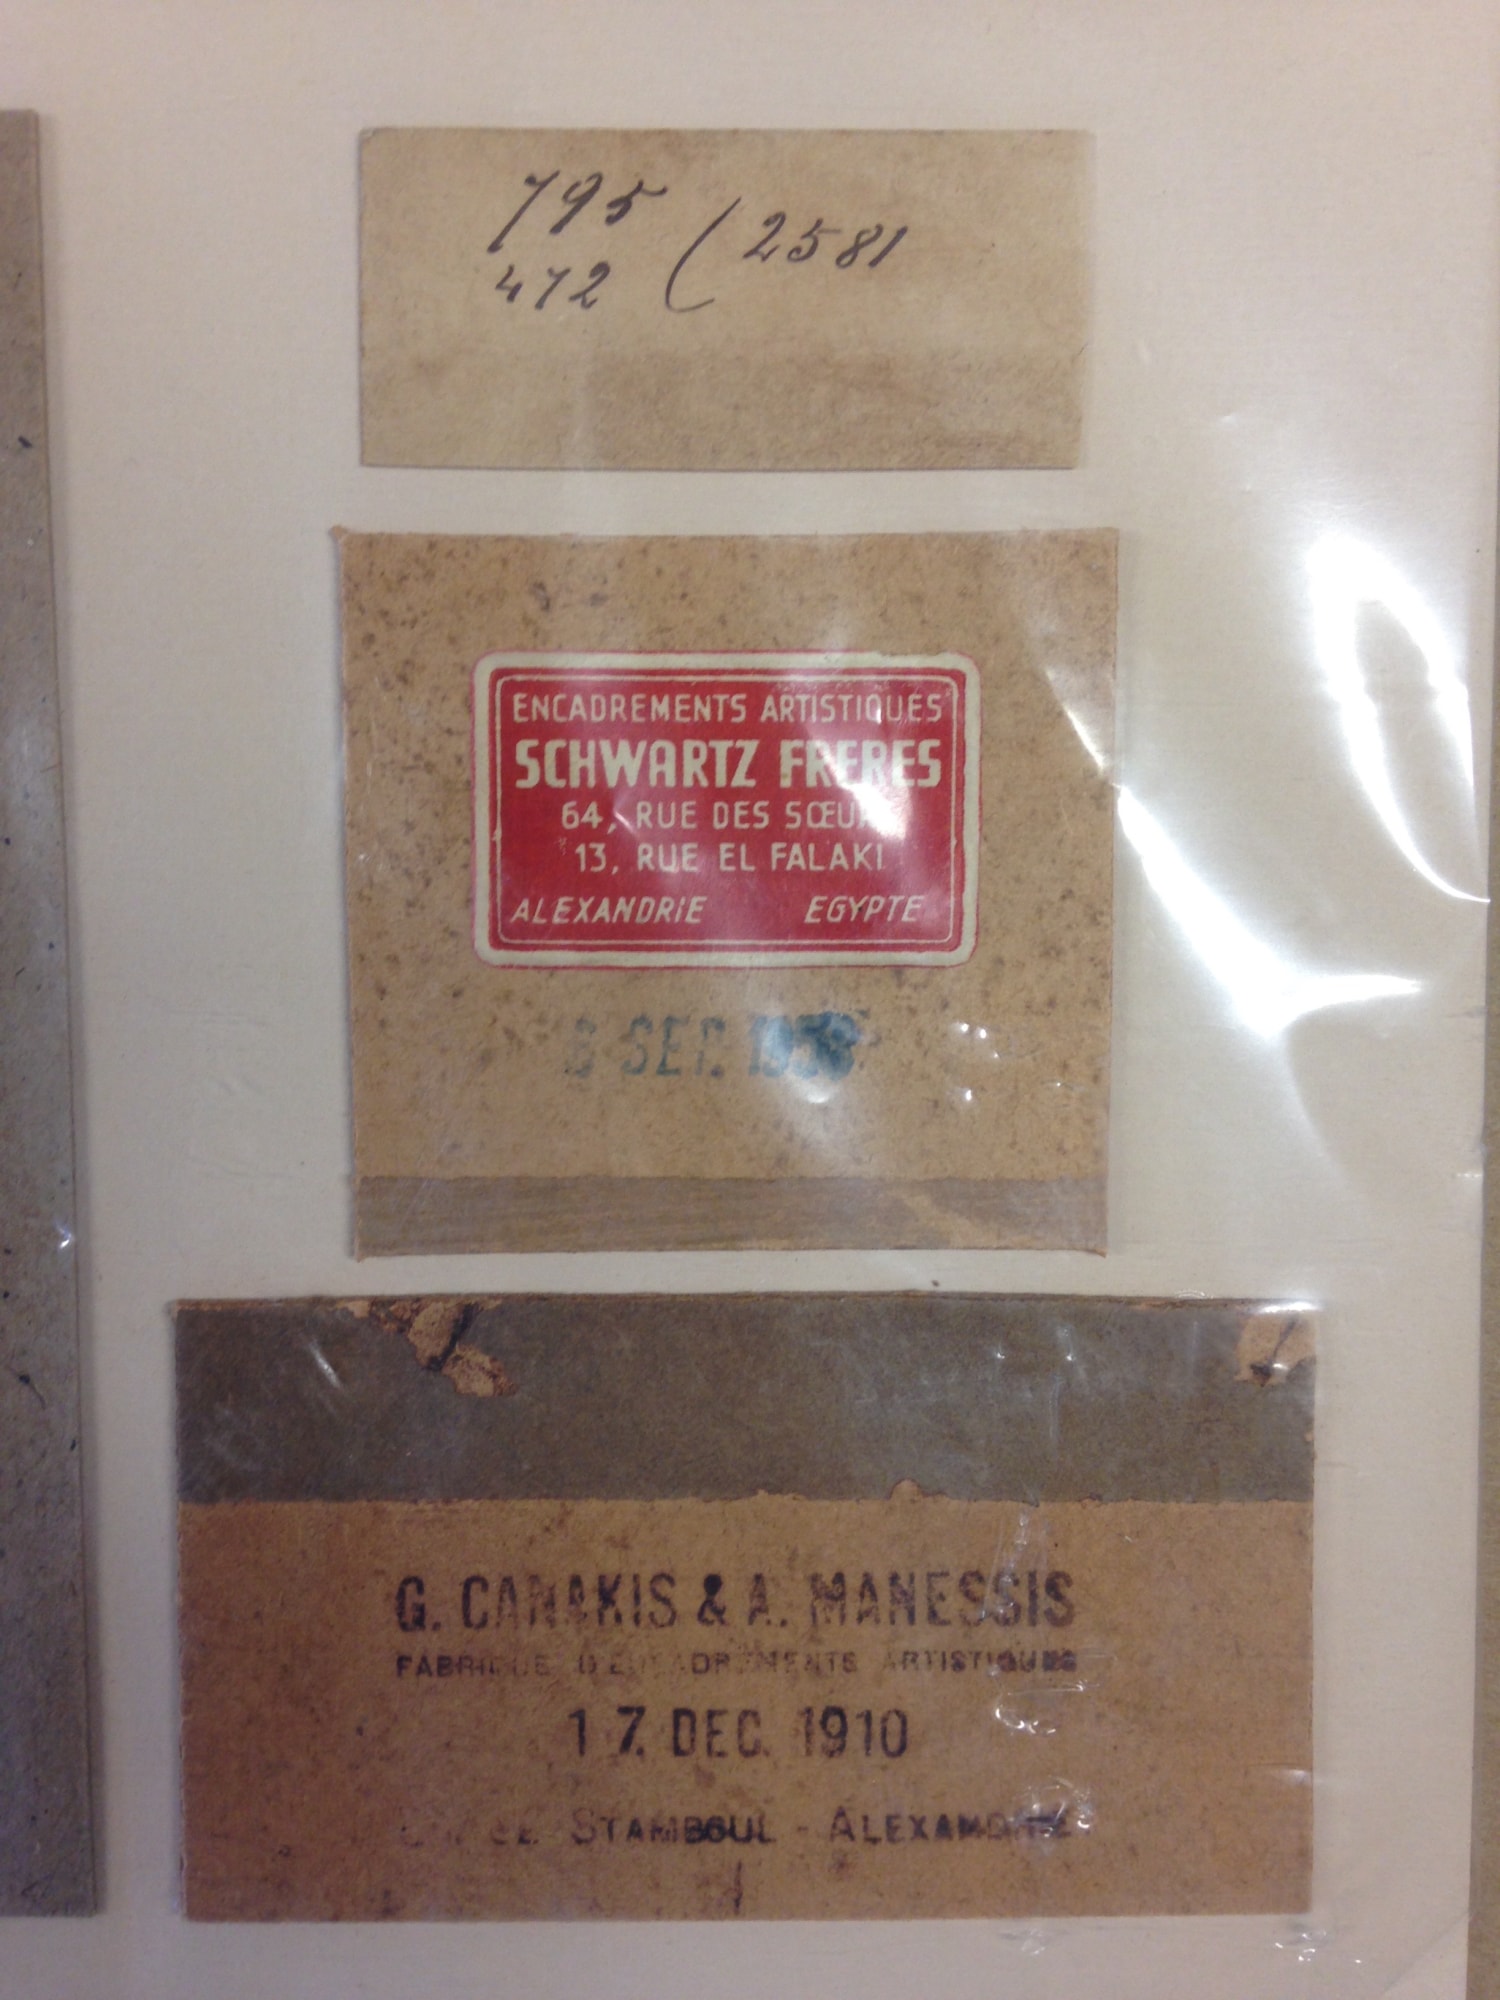 795
472 ( 2581
ENCADREMENTS ARTISTIQUES
SCHWARTZ FRERES
64, RUE DES
13, RUE EL FALAKI
ALEXANDRIE EGYPTE
SEP.
G. CANAKIS & A. MANESSIS
FABRIQUE D'ENCADREMENTS ARTISTIQUES
17. DEC. 1910
STAMBOUL - ALEXANDRIE